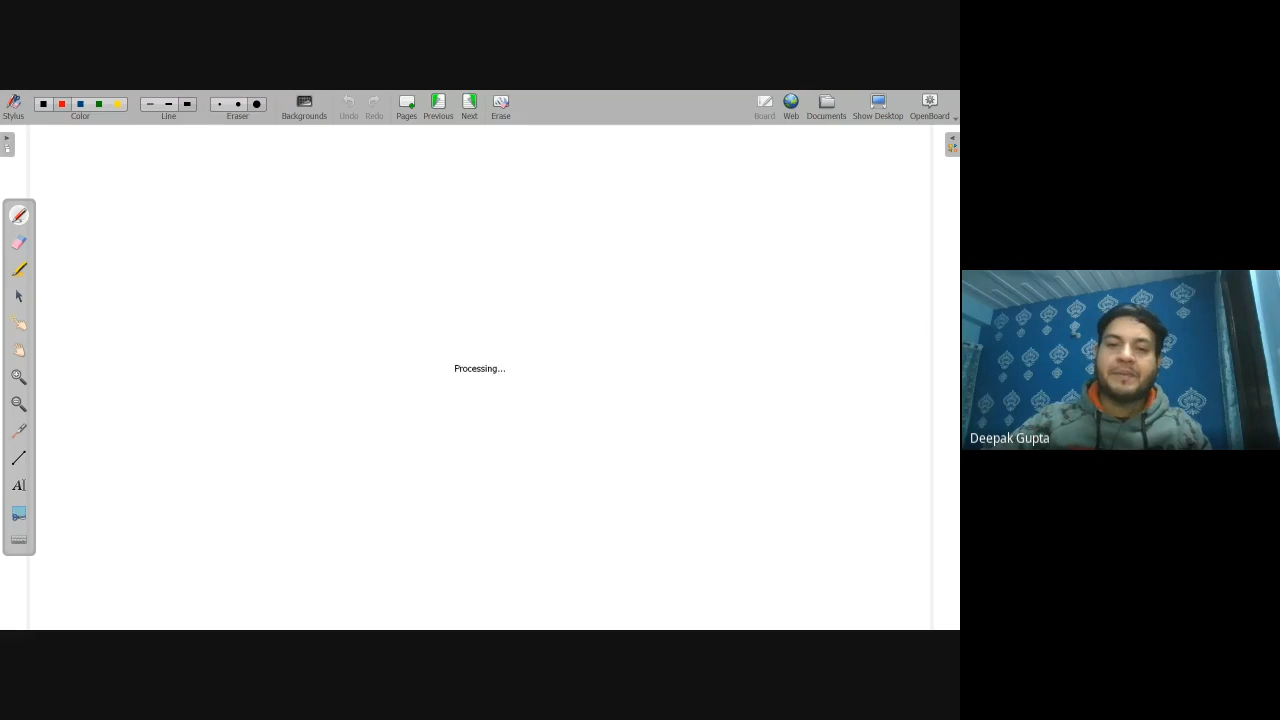 Stylus Color Line Eraser Backgrounds Undo Redo Pages Previous Next Erase Board Web Documents Show Desktop OpenBoard
Processing...
AI
Deepak Gupta